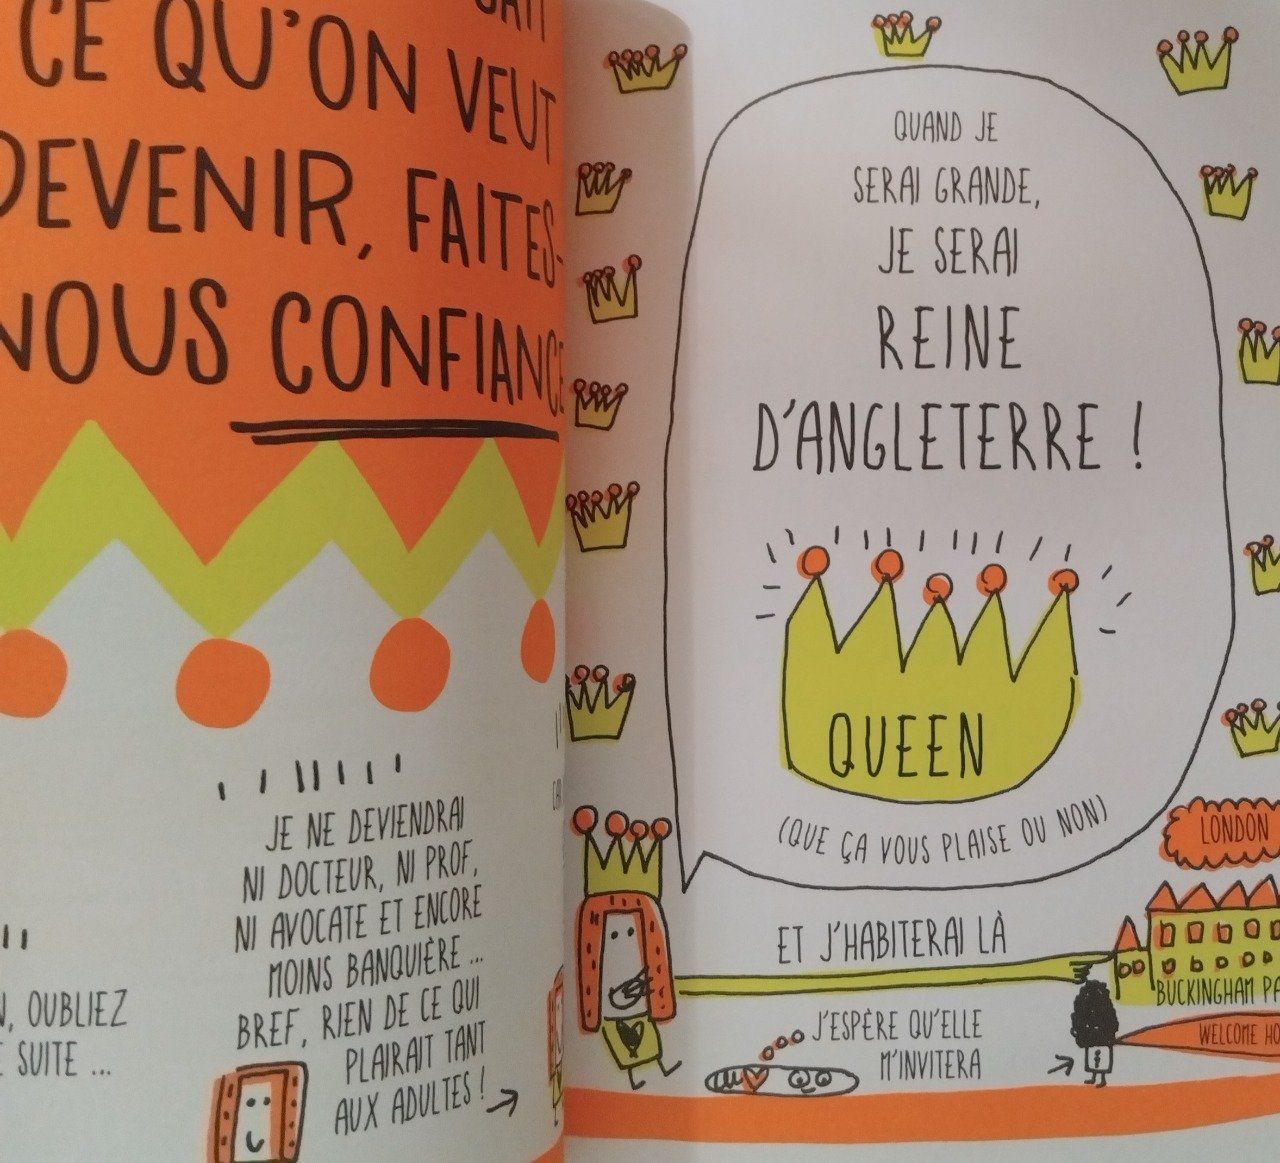 CE QU'ON VEUT
DEVENIR, FAITES-
NOUS CONFIANCE
OUBLIEZ
SUITE ...
JE NE DEVIENDRAI
NI DOCTEUR, NI PROF,
NI AVOCATE ET ENCORE
MOINS BANQUIÈRE ...
BREF, RIEN DE CE QUI
PLAIRAIT TANT
AUX ADULTES !
QUAND JE
SERAI GRANDE,
JE SERAI
REINE
D'ANGLETERRE !
QUEEN
(QUE ÇA VOUS PLAISE OU NON)
LONDON
ET J'HABITERAI LÀ
BUCKINGHAM PA
WELCOME HO
J'ESPÈRE QU'ELLE
M'INVITERA